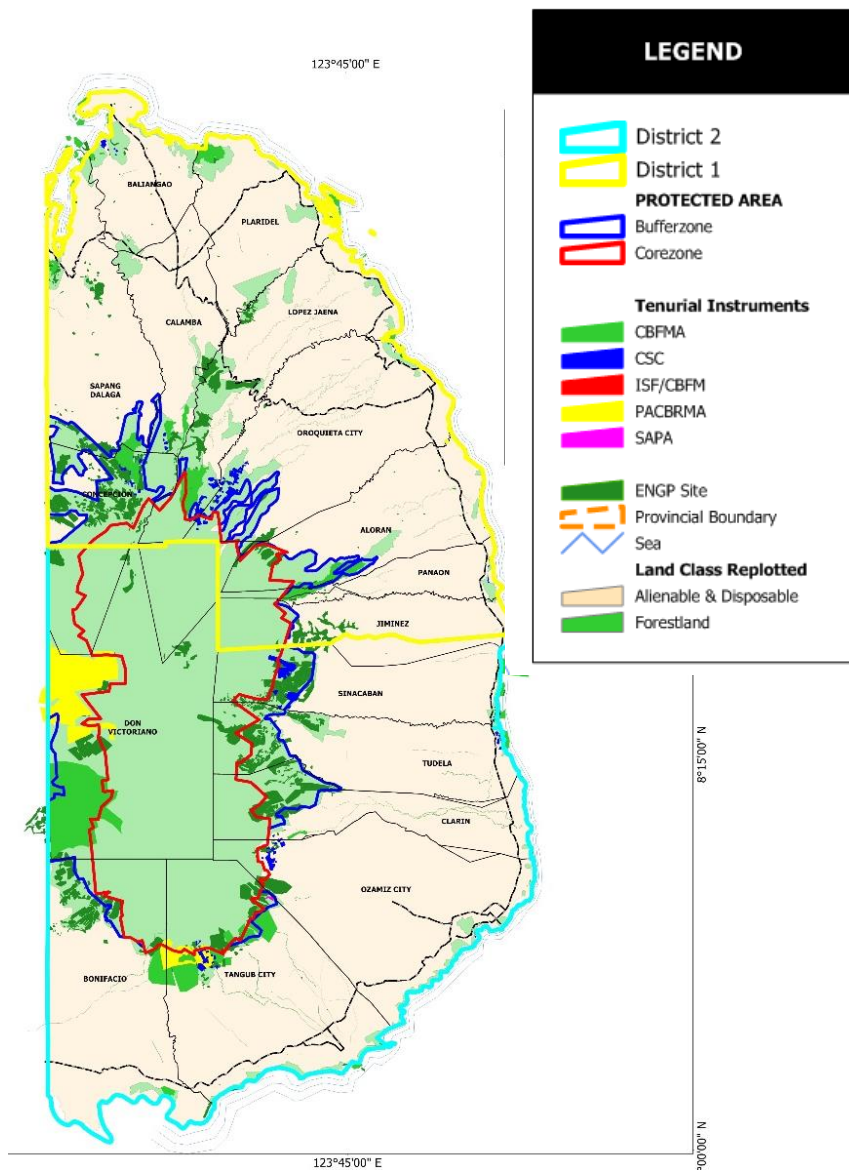 123°45'00" E
LEGEND
District 2
District 1
PROTECTED AREA
Bufferzone
Corezone
Tenurial Instruments
CBFMA
CSC
ISF/CBFM
PACBRMA
SAPA
ENGP Site
Provincial Boundary
Sea
Land Class Replotted
Alienable & Disposable
Forestland
BALIANGAO
PLARIDEL
CALAMBA
LOPEZ JAENA
SAPANG
DALAGA
OROQUIETA CITY
CONCEPCION
ALORAN
PANAON
JIMINEZ
SINACABAN
DON
VICTORIANO
TUDELA
CLARIN
OZAMIZ CITY
BONIFACIO
TANGUB CITY
8°15'00" N
00'00" N
123°45'00" E